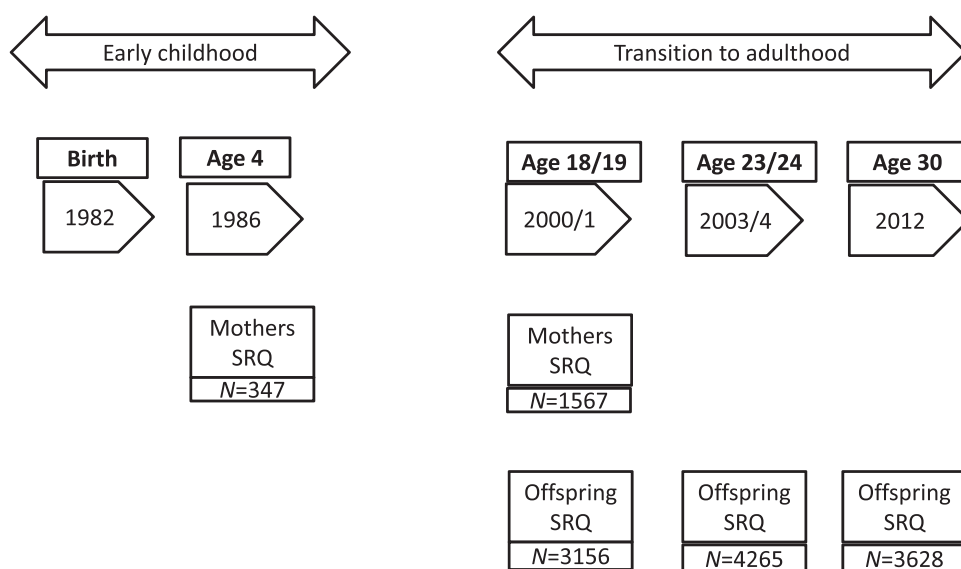 Early childhood
Transition to adulthood
Birth
Age 4
Age 18/19
Age 23/24
Age 30
1982
1986
2000/1
2003/4
2012
Mothers
SRQ
N=347
Mothers
SRQ
N=1567
Offspring
SRQ
N=3156
Offspring
SRQ
N=4265
Offspring
SRQ
N=3628